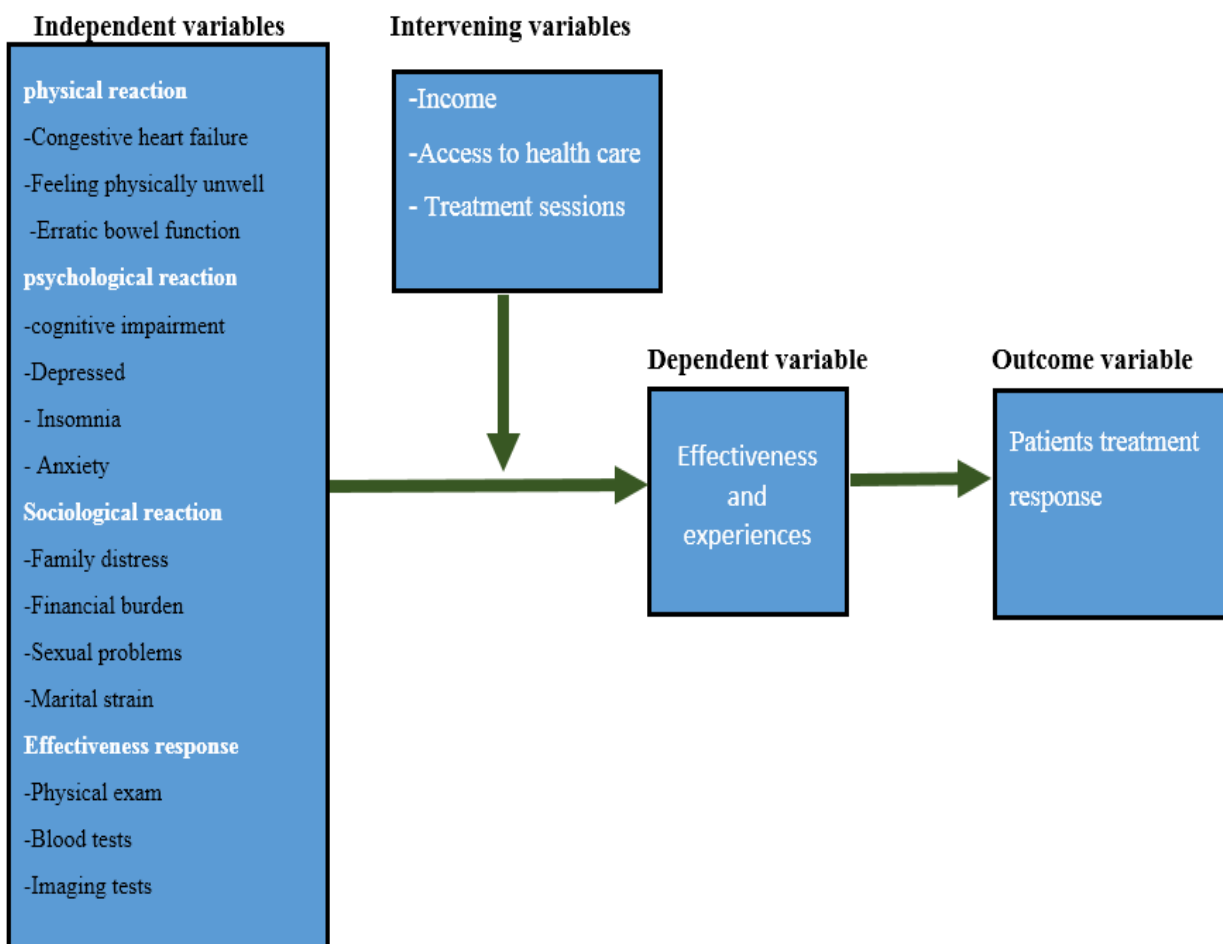 Independent variables
physical reaction
-Congestive heart failure
-Feeling physically unwell
-Erratic bowel function
psychological reaction
-cognitive impairment
-Depressed
- Insomnia
- Anxiety
Sociological reaction
-Family distress
-Financial burden
-Sexual problems
-Marital strain
Effectiveness response
-Physical exam
-Blood tests
-Imaging tests
Intervening variables
-Income
-Access to health care
- Treatment sessions
Dependent variable
Effectiveness
and
experiences
Outcome variable
Patients treatment
response